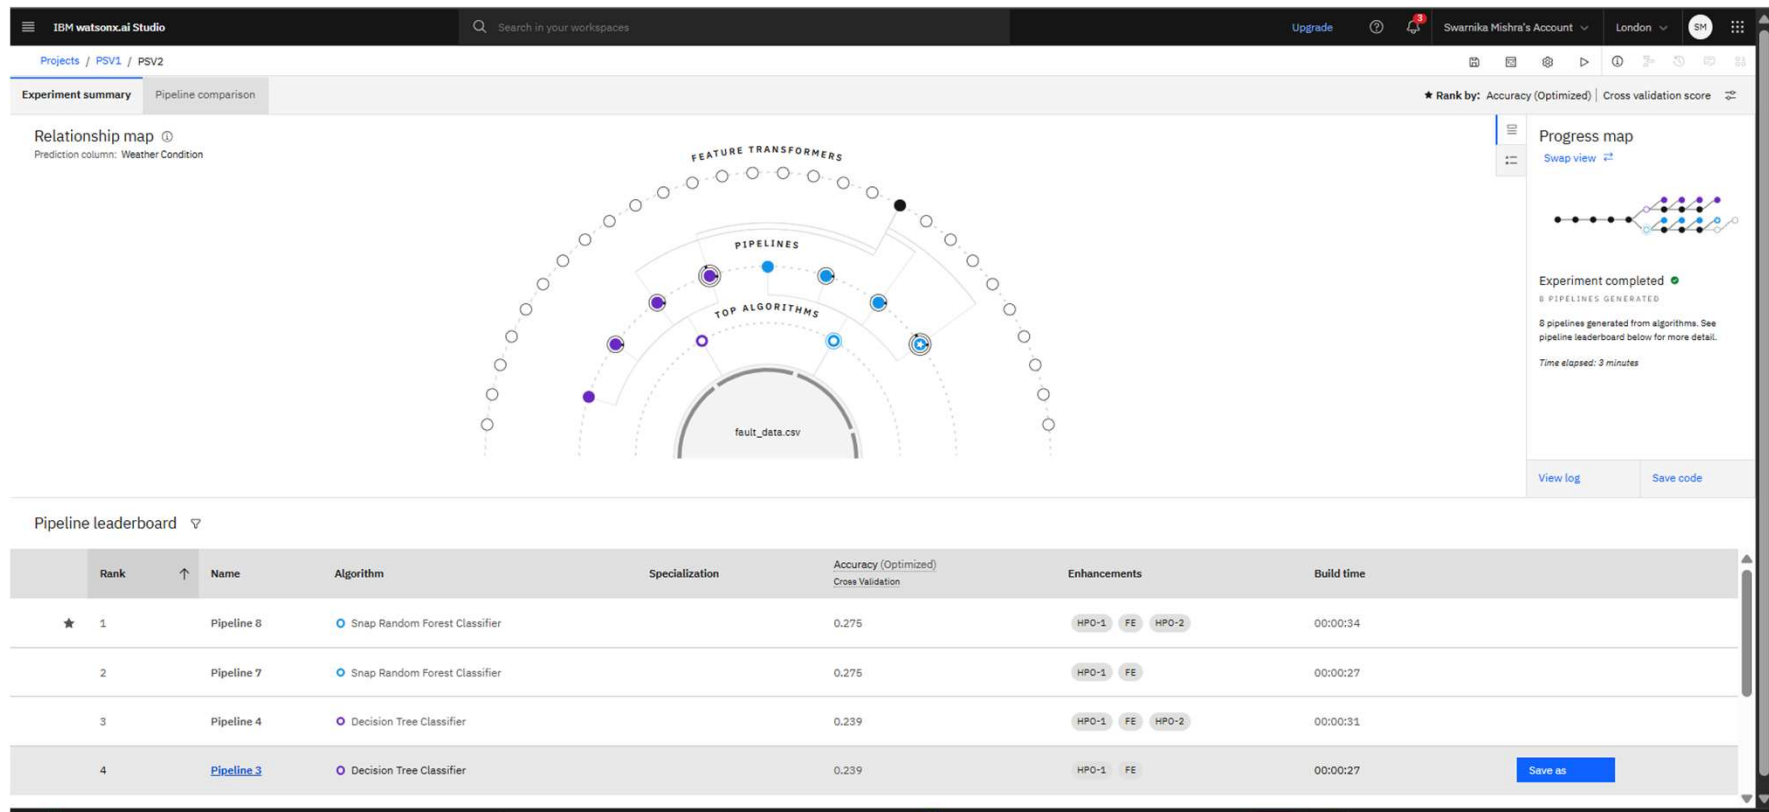 IBM watsonx.ai Studio
Search in your workspaces
Upgrade
3
Swarnika Mishra's Account
London
SM
Projects / PSV1 / PSV2
Experiment summary
Pipeline comparison
★ Rank by: Accuracy (Optimized) | Cross validation score
Relationship map
Prediction column: Weather Condition
FEATURE TRANSFORMERS
PIPELINES
TOP ALGORITHMS
fault_data.csv
Progress map
Swap view
Experiment completed
8 PIPELINES GENERATED
8 pipelines generated from algorithms. See
pipeline leaderboard below for more detail.
Time elapsed: 3 minutes
View log
Save code
Pipeline leaderboard
Rank ↑ Name Algorithm Specialization Accuracy (Optimized) Enhancements Build time
Cross Validation
★ 1 Pipeline 8 Snap Random Forest Classifier 0.275 HPO-1 FE HPO-2 00:00:34
2 Pipeline 7 Snap Random Forest Classifier 0.275 HPO-1 FE 00:00:27
3 Pipeline 4 Decision Tree Classifier 0.239 HPO-1 FE HPO-2 00:00:31
4 Pipeline 3 Decision Tree Classifier 0.239 HPO-1 FE 00:00:27 Save as